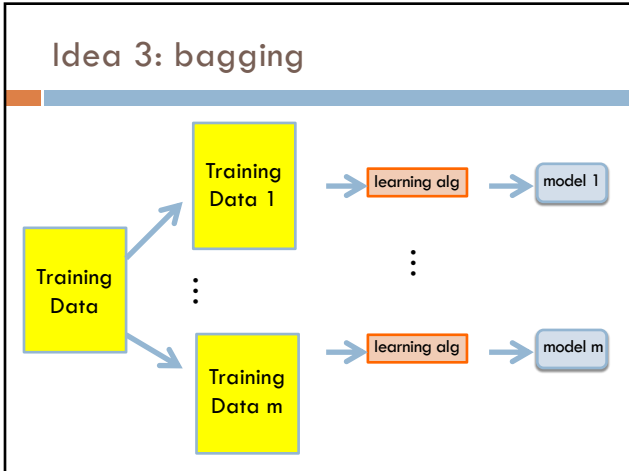 Idea 3: bagging
Training
Data
Training
Data 1
learning alg
model 1
⋮
⋮
Training
Data m
learning alg
model m